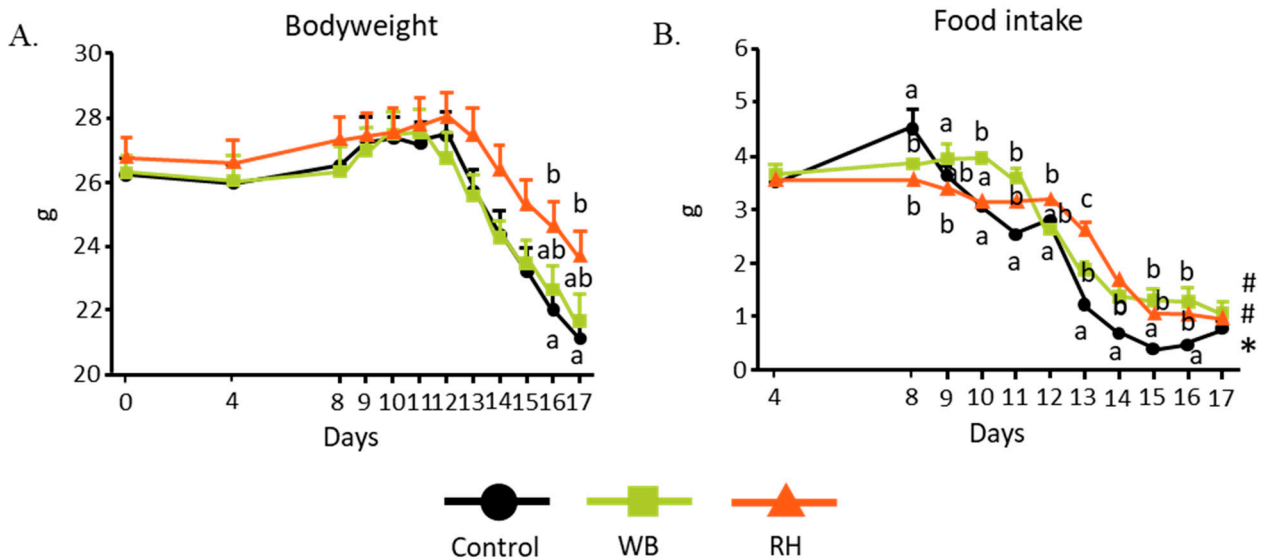 A.
Bodyweight
30
28
26
24
22
20
g
b
b
ab
ab
a
a
0 4 8 9 10 11 12 13 14 15 16 17
Days
B.
Food intake
6
5
4
3
2
1
0
g
a
a
b
b
b
ab
a
b
b
b
c
b
a
a
ab
a
b
b
b
b
b
a
b
a
a
a
#
#
*
4 8 9 10 11 12 13 14 15 16 17
Days
Control WB RH